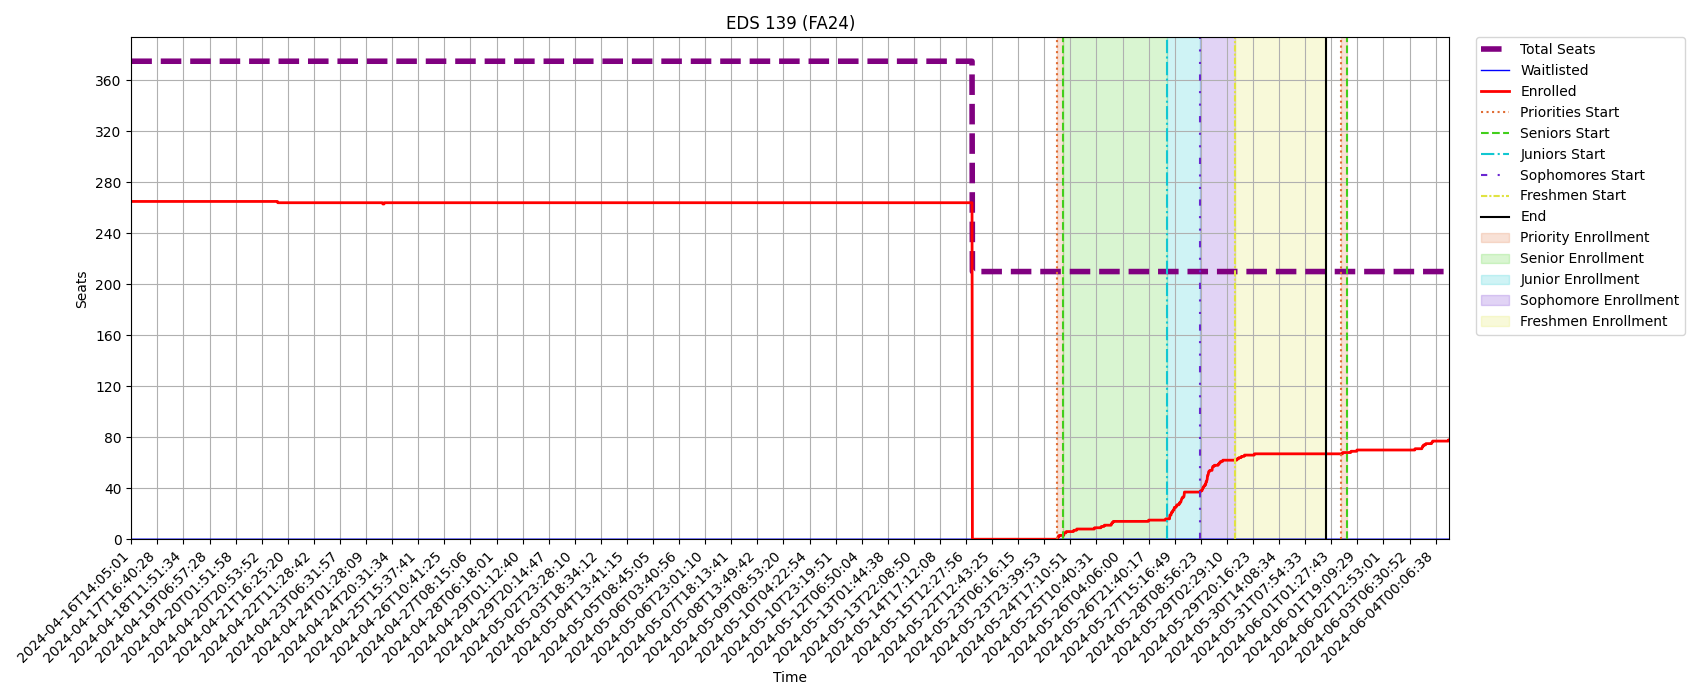 EDS 139 (FA24)
Total Seats
Waitlisted
Enrolled
Priorities Start
Seniors Start
Juniors Start
Sophomores Start
Freshmen Start
End
Priority Enrollment
Senior Enrollment
Junior Enrollment
Sophomore Enrollment
Freshmen Enrollment
Seats
360
320
280
240
200
160
120
80
40
0
2024-04-16T14:05:01
2024-04-17T16:40:28
2024-04-18T11:51:34
2024-04-19T06:57:28
2024-04-20T01:51:58
2024-04-20T20:53:52
2024-04-21T16:25:20
2024-04-22T11:28:42
2024-04-23T06:31:57
2024-04-24T01:28:09
2024-04-24T20:31:34
2024-04-25T15:37:41
2024-04-26T10:41:25
2024-04-27T08:15:06
2024-04-28T06:18:01
2024-04-29T01:12:40
2024-04-29T20:14:47
2024-05-02T23:28:10
2024-05-03T18:34:12
2024-05-04T13:41:15
2024-05-05T08:45:05
2024-05-06T03:40:56
2024-05-06T23:01:10
2024-05-07T18:13:41
2024-05-08T13:49:42
2024-05-09T08:53:20
2024-05-10T04:22:54
2024-05-10T23:19:51
2024-05-12T06:50:04
2024-05-13T01:44:38
2024-05-13T22:08:50
2024-05-14T17:12:08
2024-05-15T12:27:56
2024-05-22T12:43:25
2024-05-23T06:16:15
2024-05-23T23:39:53
2024-05-24T17:10:51
2024-05-25T10:40:31
2024-05-26T04:06:00
2024-05-26T21:40:17
2024-05-27T15:16:49
2024-05-28T08:56:23
2024-05-29T02:29:10
2024-05-29T20:16:23
2024-05-30T14:08:34
2024-05-31T07:54:33
2024-06-01T01:27:43
2024-06-01T19:09:29
2024-06-02T12:53:01
2024-06-03T06:30:52
2024-06-04T00:06:38
Time